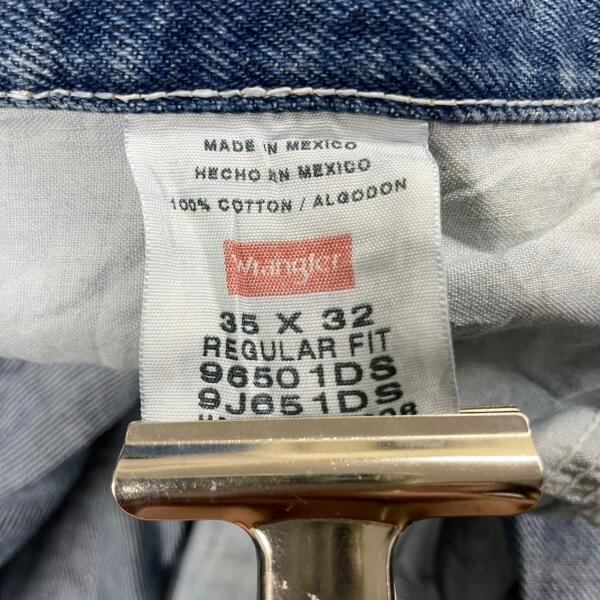 MADE IN MEXICO
HECHO EN MEXICO
100% COTTON / ALGODON
Wrangler
35 X 32
REGULAR FIT
96501DS
9J651DS